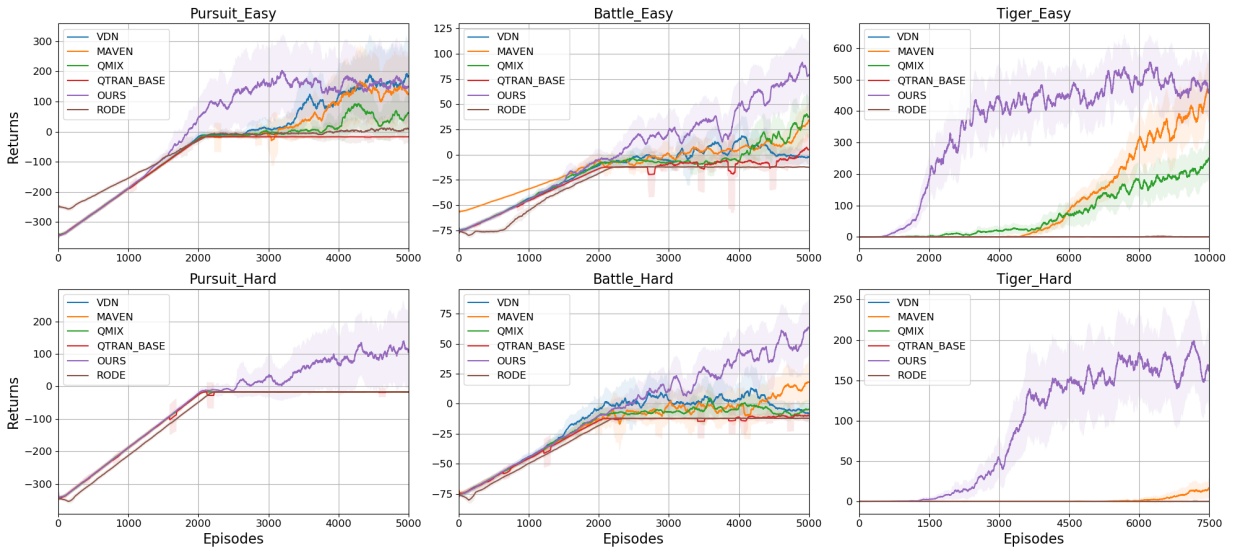 Pursuit_Easy
Returns
300
200
100
0
−100
−200
−300
VDN
MAVEN
QMIX
QTRAN_BASE
OURS
RODE
0 1000 2000 3000 4000 5000
Battle_Easy
125
100
75
50
25
0
−25
−50
−75
VDN
MAVEN
QMIX
QTRAN_BASE
OURS
RODE
0 1000 2000 3000 4000 5000
Tiger_Easy
600
500
400
300
200
100
0
VDN
MAVEN
QMIX
QTRAN_BASE
OURS
RODE
0 2000 4000 6000 8000 10000
Pursuit_Hard
Returns
200
100
0
−100
−200
−300
VDN
MAVEN
QMIX
QTRAN_BASE
OURS
RODE
0 1000 2000 3000 4000 5000
Episodes
Battle_Hard
75
50
25
0
−25
−50
−75
VDN
MAVEN
QMIX
QTRAN_BASE
OURS
RODE
0 1000 2000 3000 4000 5000
Episodes
Tiger_Hard
250
200
150
100
50
0
VDN
MAVEN
QMIX
QTRAN_BASE
OURS
RODE
0 1500 3000 4500 6000 7500
Episodes